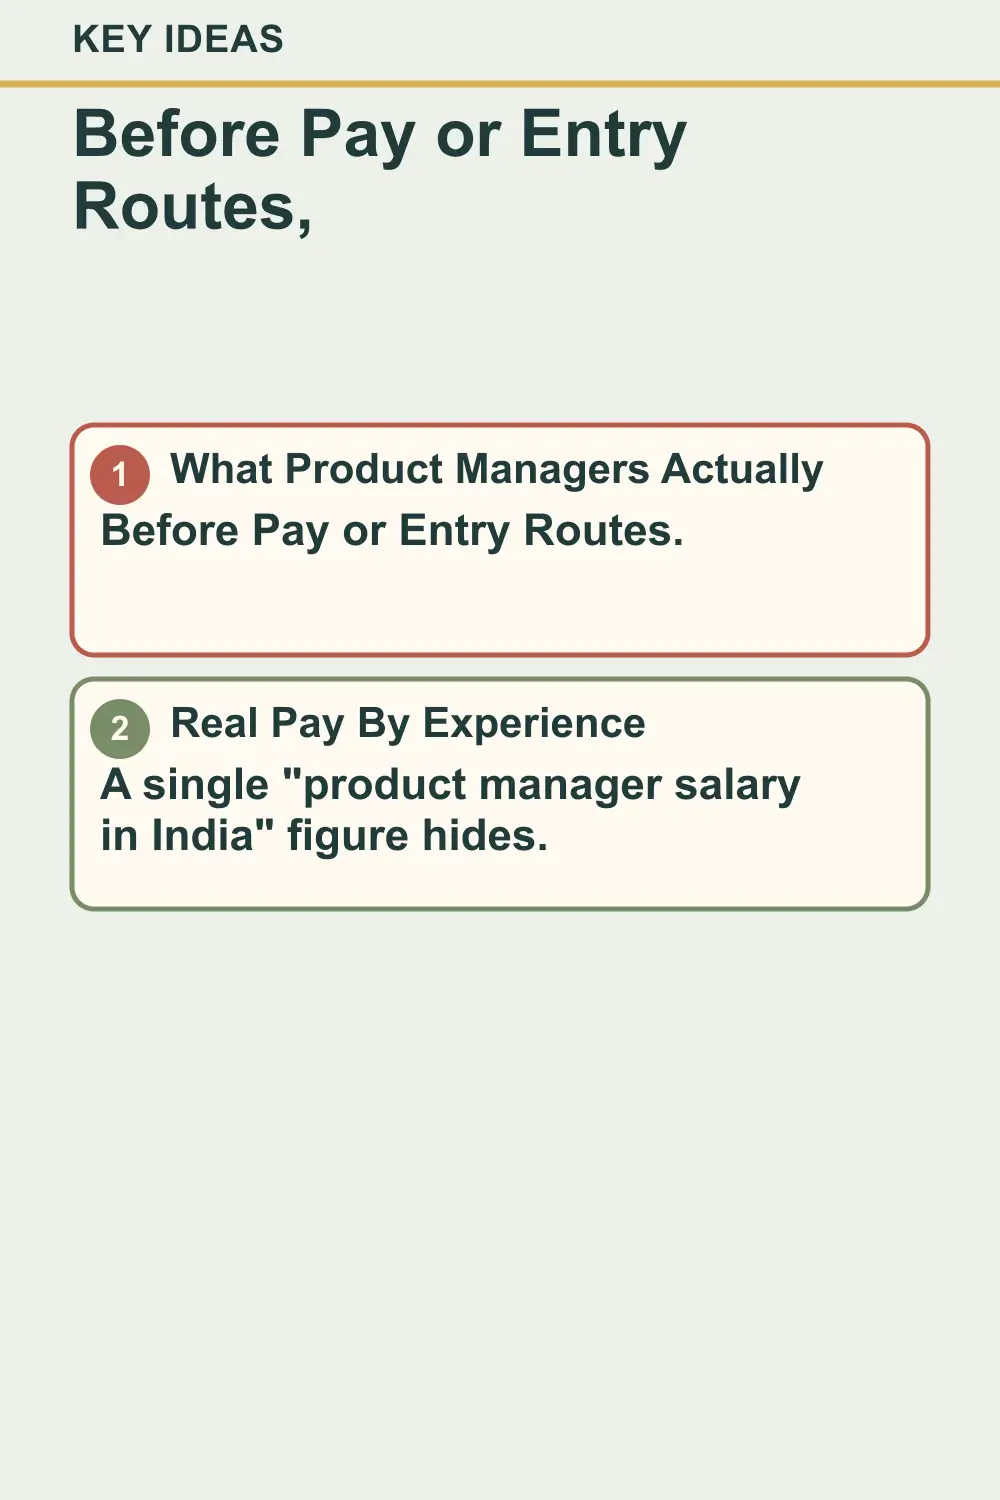 KEY IDEAS
Before Pay or Entry
Routes,
1 What Product Managers Actually
Before Pay or Entry Routes.
2 Real Pay By Experience
A single "product manager salary
in India" figure hides.